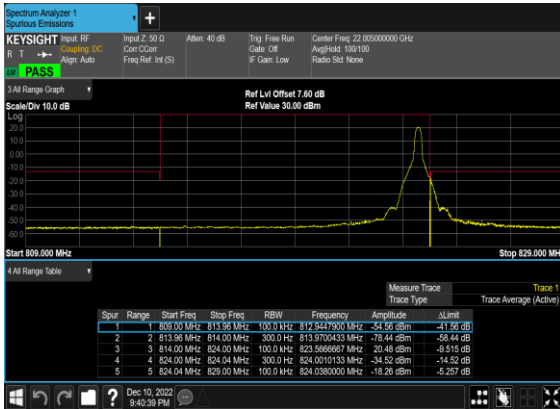 Spectrum Analyzer 1
Spurious Emissions
KEYSIGHT Input: RF Input Z: 50 Ω Atten: 40 dB Trig: Free Run Center Freq: 22.005000000 GHz
R T Coupling: DC Corr CCorr Gate: Off Avg|Hold: 100/100
Align: Auto Freq Ref: Int (S) IF Gain: Low Radio Std: None
PASS
3 All Range Graph
Ref Lvl Offset 7.60 dB
Scale/Div 10.0 dB Ref Value 30.00 dBm
Log
20.0
10.0
0.00
-10.0
-20.0
-30.0
-40.0
-50.0
-60.0
Start 809.000 MHz Stop 829.000 MH
4 All Range Table
Measure Trace Trace 1
Trace Type Trace Average (Active)
Spur Range Start Freq Stop Freq RBW Frequency Amplitude ΔLimit
1 1 809.00 MHz 813.96 MHz 100.0 kHz 812.9447900 MHz -54.56 dBm -41.56 dB
2 2 813.96 MHz 814.00 MHz 300.0 Hz 813.9700433 MHz -78.44 dBm -58.44 dB
3 3 814.00 MHz 824.00 MHz 100.0 kHz 823.5666667 MHz 20.48 dBm -9.515 dB
4 4 824.00 MHz 824.04 MHz 300.0 Hz 824.0010133 MHz -34.52 dBm -14.52 dB
5 5 824.04 MHz 829.00 MHz 100.0 kHz 824.0380000 MHz -18.26 dBm -5.257 dB
Dec 10, 2022
9:40:39 PM